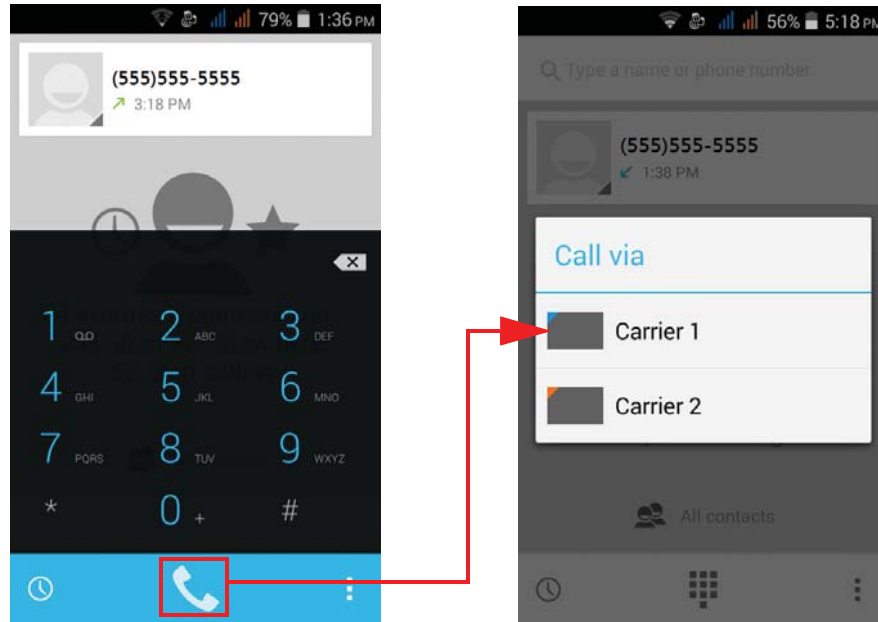 79% 1:36 PM
(555)555-5555
3:18 PM
1
2 ABC
3 DEF
4 GHI
5 JKL
6 MNO
7 PQRS
8 TUV
9 WXYZ
*
0 +
#
56% 5:18 PM
Type a name or phone number
(555)555-5555
1:38 PM
Call via
Carrier 1
Carrier 2
All contacts